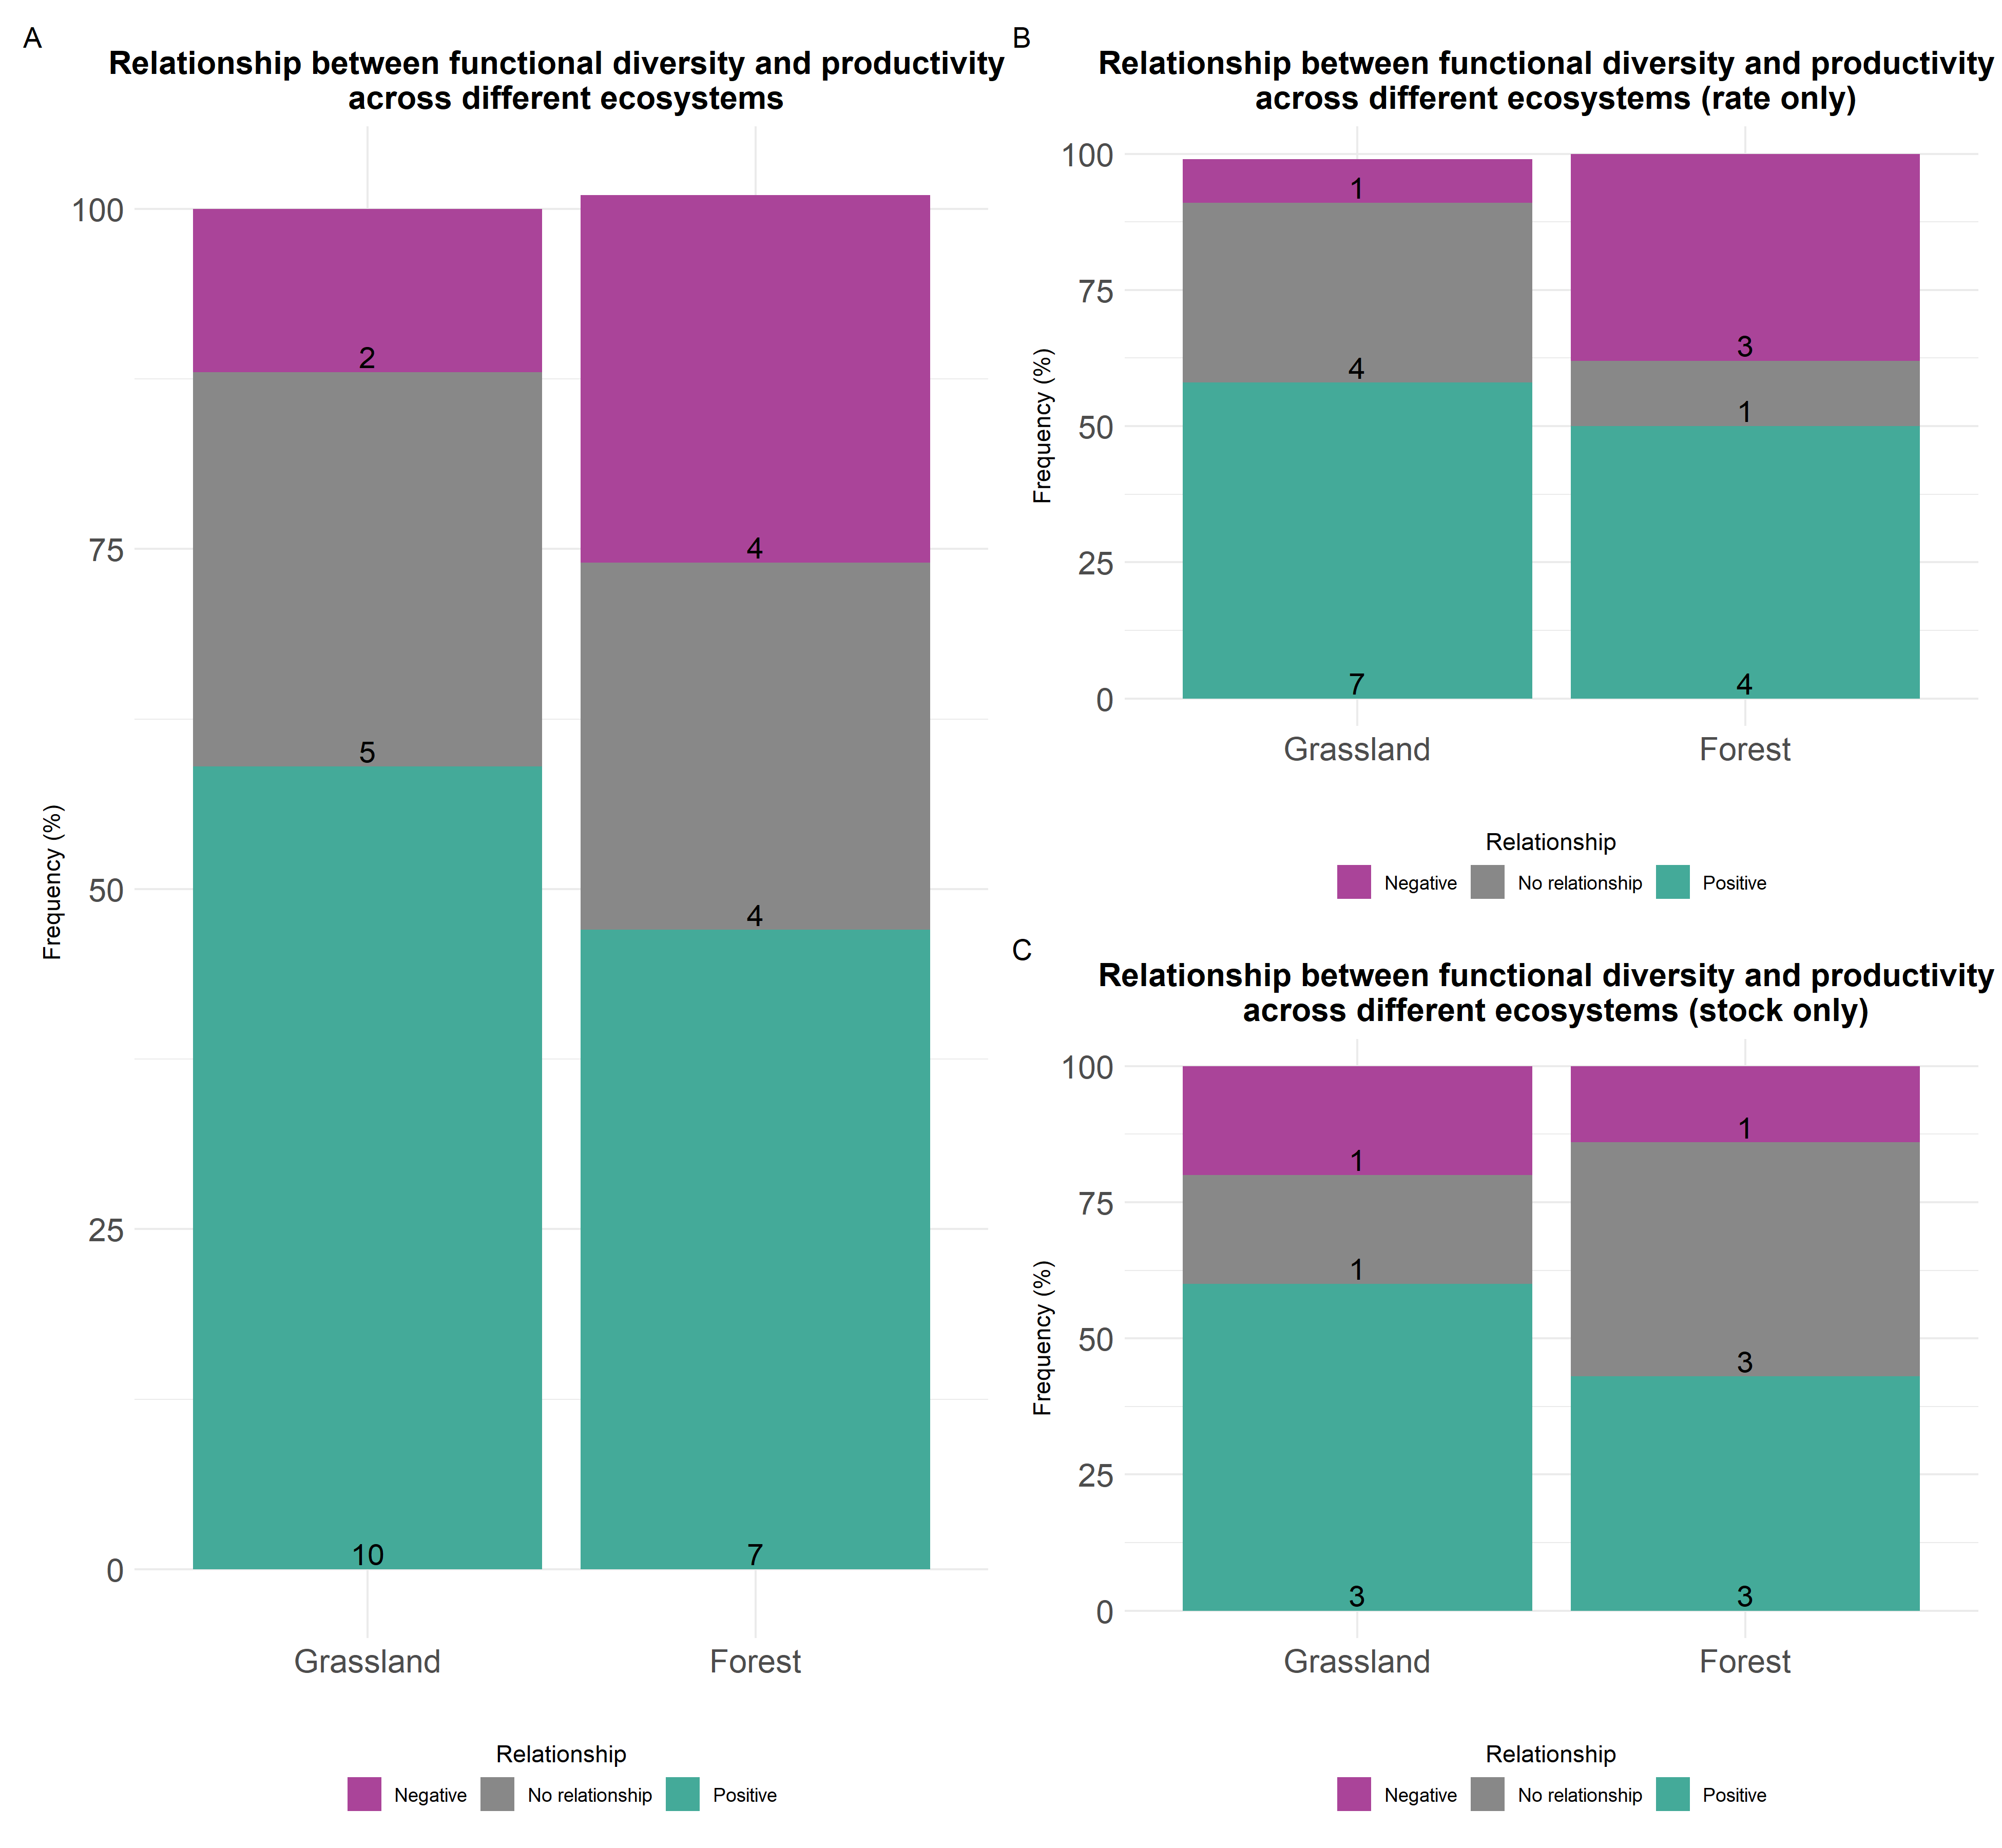 A
Relationship between functional diversity and productivity
across different ecosystems
Frequency (%)
100
75
50
25
0
2
5
10
4
4
7
Grassland
Forest
Relationship
Negative
No relationship
Positive
B
Relationship between functional diversity and productivity
across different ecosystems (rate only)
Frequency (%)
100
75
50
25
0
1
4
7
3
1
4
Grassland
Forest
Relationship
Negative
No relationship
Positive
C
Relationship between functional diversity and productivity
across different ecosystems (stock only)
Frequency (%)
100
75
50
25
0
1
1
3
1
3
3
Grassland
Forest
Relationship
Negative
No relationship
Positive